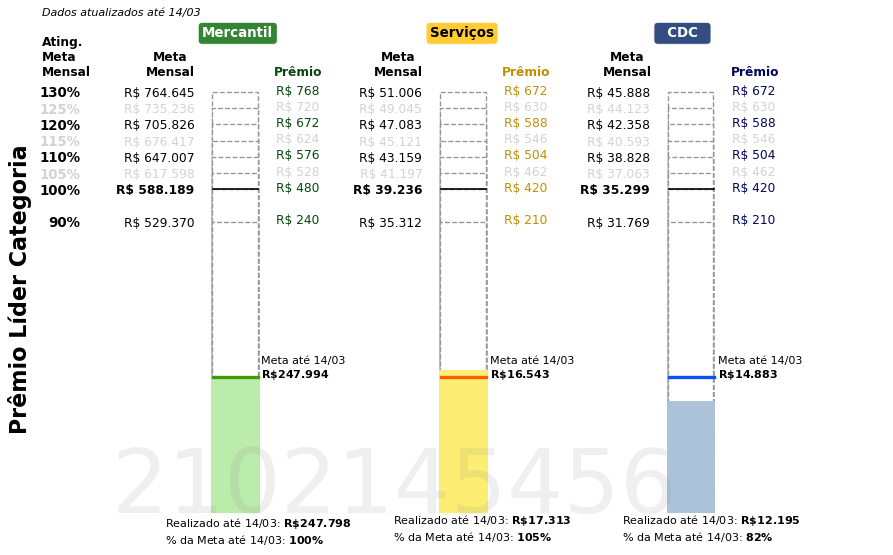 Dados atualizados até 14/03
Mercantil Serviços CDC
Ating.
Meta Meta Meta Meta
Mensal Mensal Prêmio Mensal Prêmio Mensal Prêmio
130% R$ 764.645 R$ 768 R$ 51.006 R$ 672 R$ 45.888 R$ 672
125% R$ 735.236 R$ 720 R$ 49.045 R$ 630 R$ 44.123 R$ 630
120% R$ 705.826 R$ 672 R$ 47.083 R$ 588 R$ 42.358 R$ 588
115% R$ 676.417 R$ 624 R$ 45.121 R$ 546 R$ 40.593 R$ 546
110% R$ 647.007 R$ 576 R$ 43.159 R$ 504 R$ 38.828 R$ 504
105% R$ 617.598 R$ 528 R$ 41.197 R$ 462 R$ 37.063 R$ 462
100% R$ 588.189 R$ 480 R$ 39.236 R$ 420 R$ 35.299 R$ 420
90% R$ 529.370 R$ 240 R$ 35.312 R$ 210 R$ 31.769 R$ 210
Prêmio Líder Categoria
Meta até 14/03 Meta até 14/03 Meta até 14/03
R$247.994 R$16.543 R$14.883
2102145456
Realizado até 14/03: R$247.798 Realizado até 14/03: R$17.313 Realizado até 14/03: R$12.195
% da Meta até 14/03: 100% % da Meta até 14/03: 105% % da Meta até 14/03: 82%